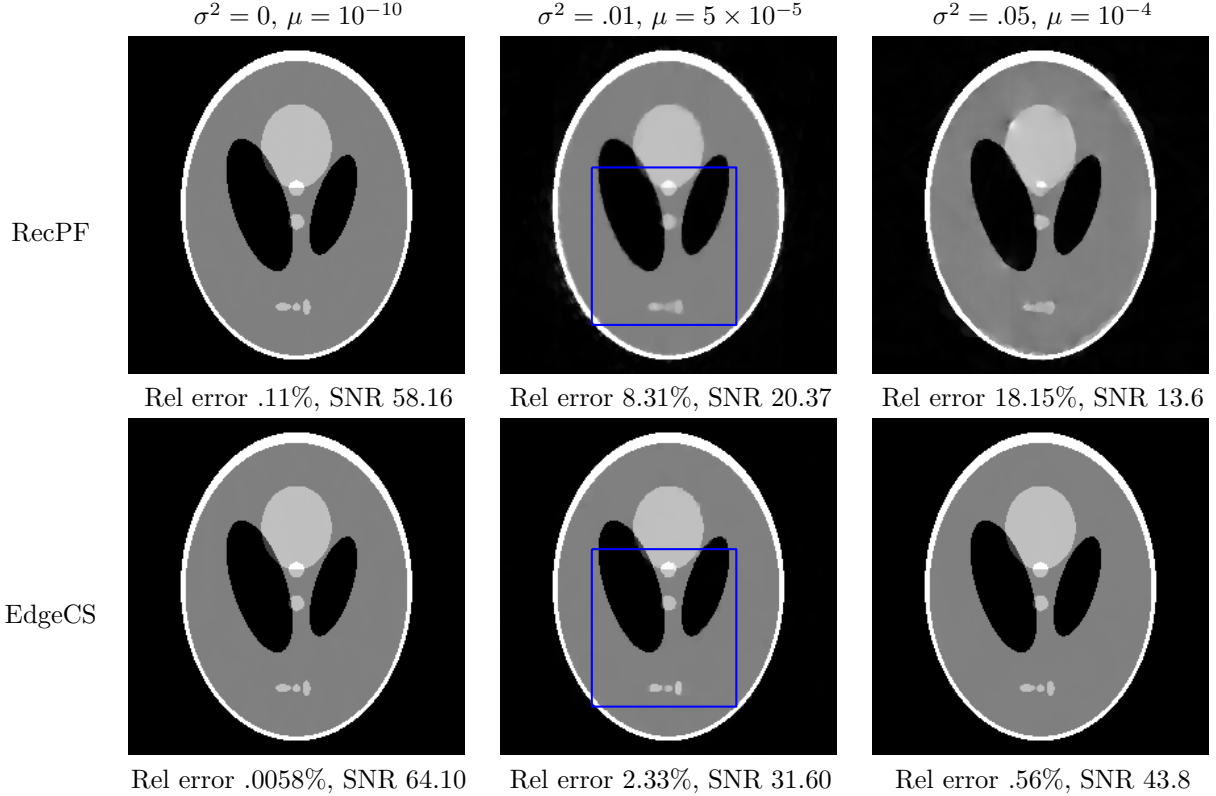 σ² = 0, μ = 10⁻¹⁰
σ² = .01, μ = 5 × 10⁻⁵
σ² = .05, μ = 10⁻⁴
RecPF
Rel error .11%, SNR 58.16
Rel error 8.31%, SNR 20.37
Rel error 18.15%, SNR 13.6
EdgeCS
Rel error .0058%, SNR 64.10
Rel error 2.33%, SNR 31.60
Rel error .56%, SNR 43.8